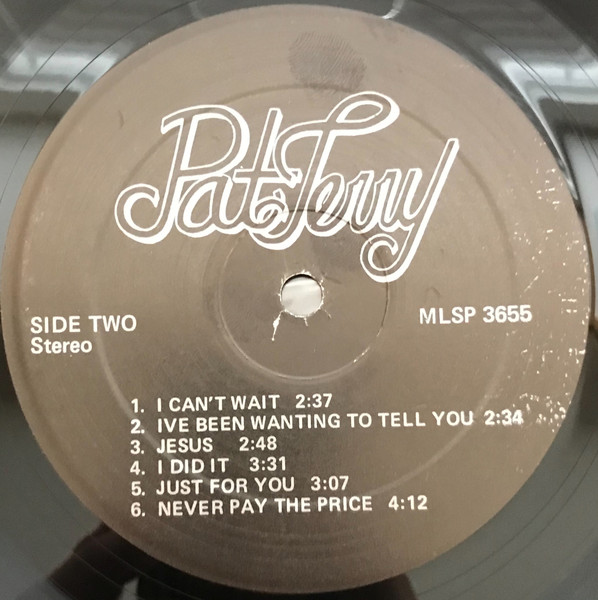 Pat Terry
SIDE TWO
Stereo
MLSP 3655
1. I CAN'T WAIT 2:37
2. IVE BEEN WANTING TO TELL YOU 2:34
3. JESUS 2:48
4. I DID IT 3:31
5. JUST FOR YOU 3:07
6. NEVER PAY THE PRICE 4:12